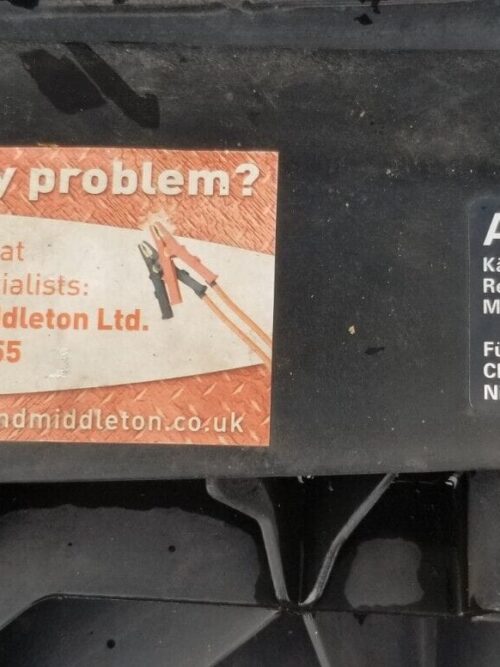 y problem?
at
ialists:
ddleton Ltd.
55
ndmiddleton.co.uk
A
Kä
Re
M
Fü
Cl
N